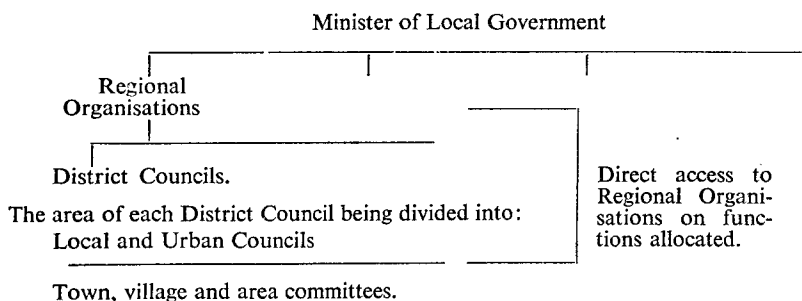 Minister of Local Government
Regional
Organisations
District Councils.
The area of each District Council being divided into:
Local and Urban Councils
Direct access to
Regional Organi-
sations on func-
tions allocated.
Town, village and area committees.